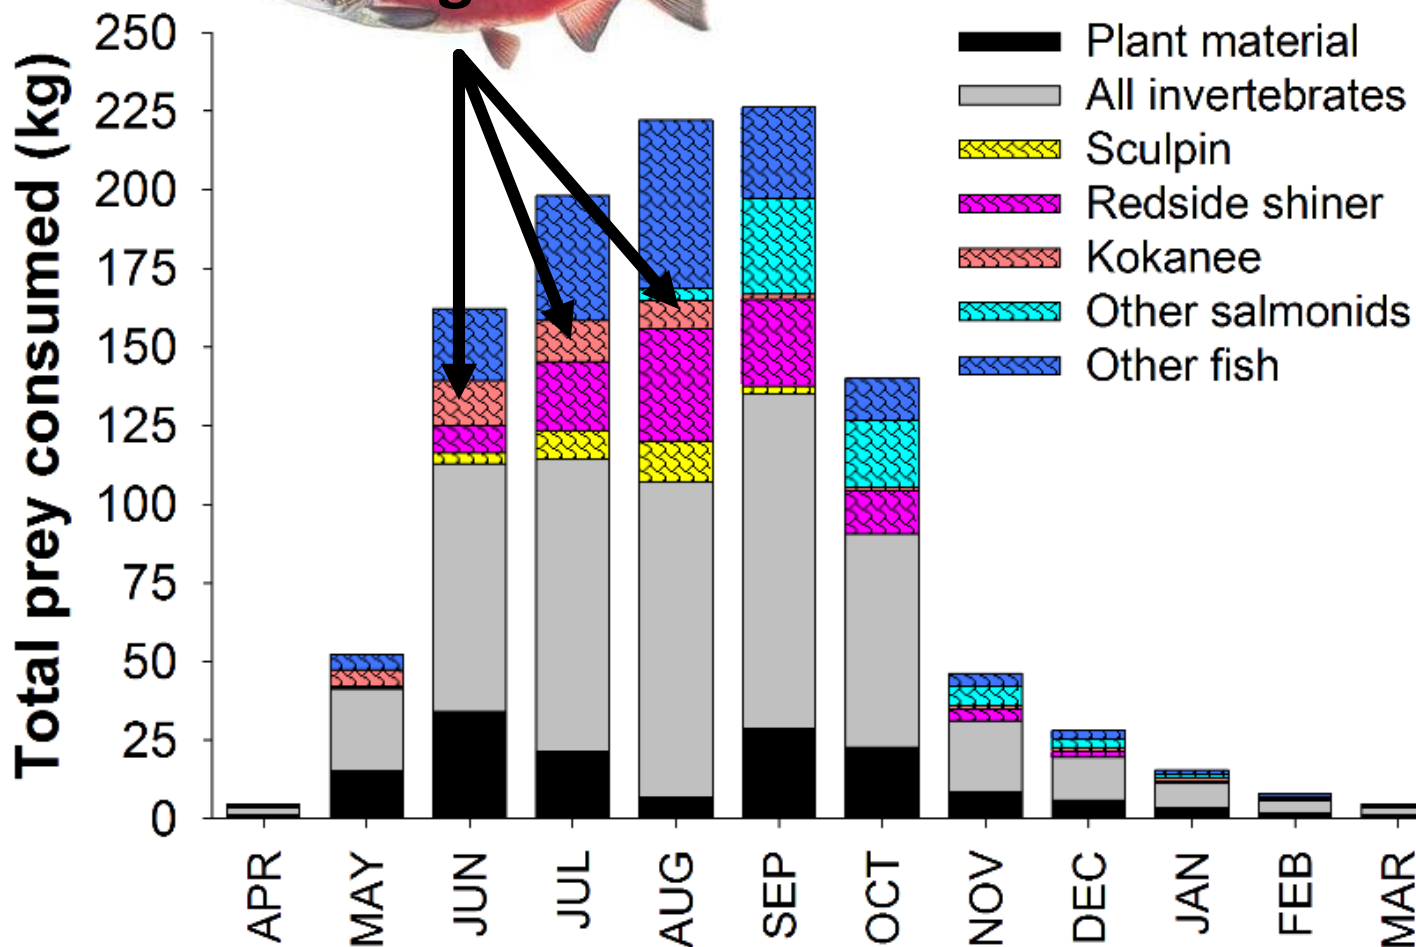 g
Total prey consumed (kg)
250
225
200
175
150
125
100
75
50
25
0
Plant material
All invertebrates
Sculpin
Redside shiner
Kokanee
Other salmonids
Other fish
APR
MAY
JUN
JUL
AUG
SEP
OCT
NOV
DEC
JAN
FEB
MAR